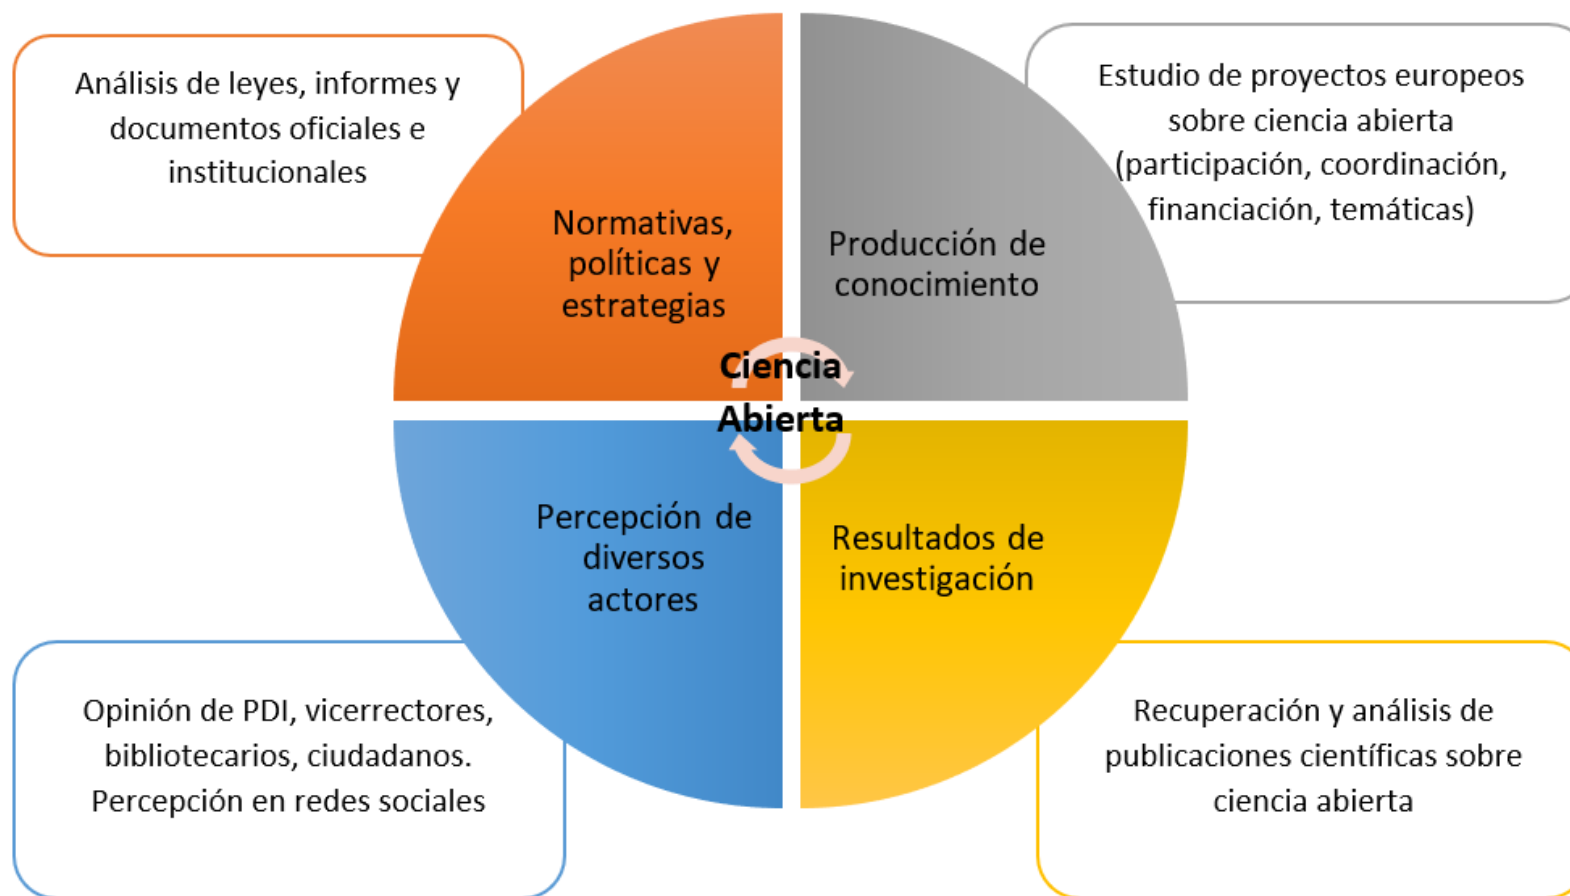 Análisis de leyes, informes y
documentos oficiales e
institucionales
Estudio de proyectos europeos
sobre ciencia abierta
(participación, coordinación,
financiación, temáticas)
Normativas,
políticas y
estrategias
Producción de
conocimiento
Ciencia
Abierta
Percepción de
diversos
actores
Resultados de
investigación
Opinión de PDI, vicerrectores,
bibliotecarios, ciudadanos.
Percepción en redes sociales
Recuperación y análisis de
publicaciones científicas sobre
ciencia abierta